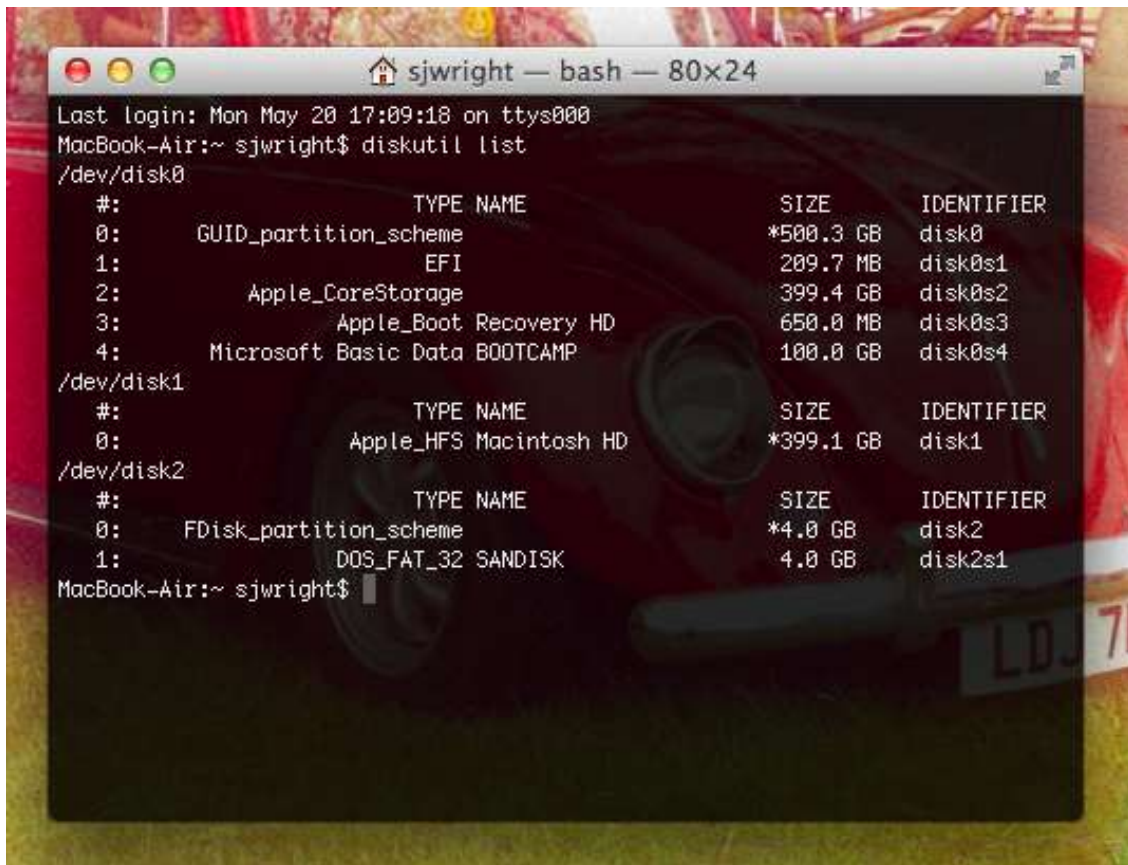 sjwright — bash — 80×24
Last login: Mon May 20 17:09:18 on ttys000
MacBook-Air:~ sjwright$ diskutil list
/dev/disk0
#: TYPE NAME SIZE IDENTIFIER
0: GUID_partition_scheme *500.3 GB disk0
1: EFI 209.7 MB disk0s1
2: Apple_CoreStorage 399.4 GB disk0s2
3: Apple_Boot Recovery HD 650.0 MB disk0s3
4: Microsoft Basic Data BOOTCAMP 100.0 GB disk0s4
/dev/disk1
#: TYPE NAME SIZE IDENTIFIER
0: Apple_HFS Macintosh HD *399.1 GB disk1
/dev/disk2
#: TYPE NAME SIZE IDENTIFIER
0: FDisk_partition_scheme *4.0 GB disk2
1: DOS_FAT_32 SANDISK 4.0 GB disk2s1
MacBook-Air:~ sjwright$
LDJ 7